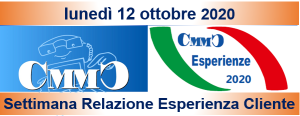 lunedì 12 ottobre 2020
CMMC
CMMC
Esperienze
2020
Settimana Relazione Esperienza Cliente